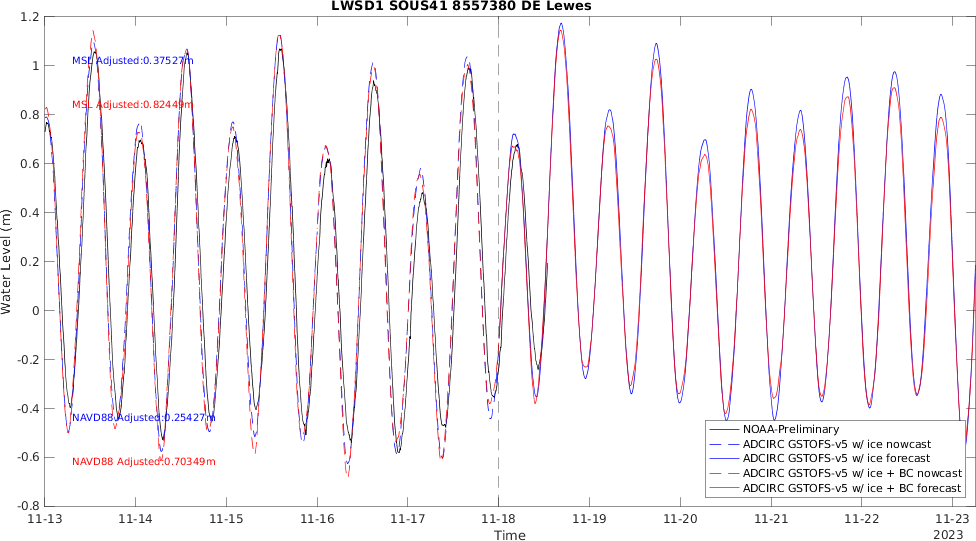 LWSD1 SOUS41 8557380 DE Lewes
1.2
1
0.8
0.6
0.4
0.2
0
-0.2
-0.4
-0.6
-0.8
Water Level (m)
MSL Adjusted:0.37527m
MSL Adjusted:0.82449m
NAVD88 Adjusted:0.25427m
NAVD88 Adjusted:0.70349m
NOAA-Preliminary
ADCIRC GSTOFS-v5 w/ ice nowcast
ADCIRC GSTOFS-v5 w/ ice forecast
ADCIRC GSTOFS-v5 w/ ice + BC nowcast
ADCIRC GSTOFS-v5 w/ ice + BC forecast
11-13 11-14 11-15 11-16 11-17 11-18 11-19 11-20 11-21 11-22 11-23
Time
2023